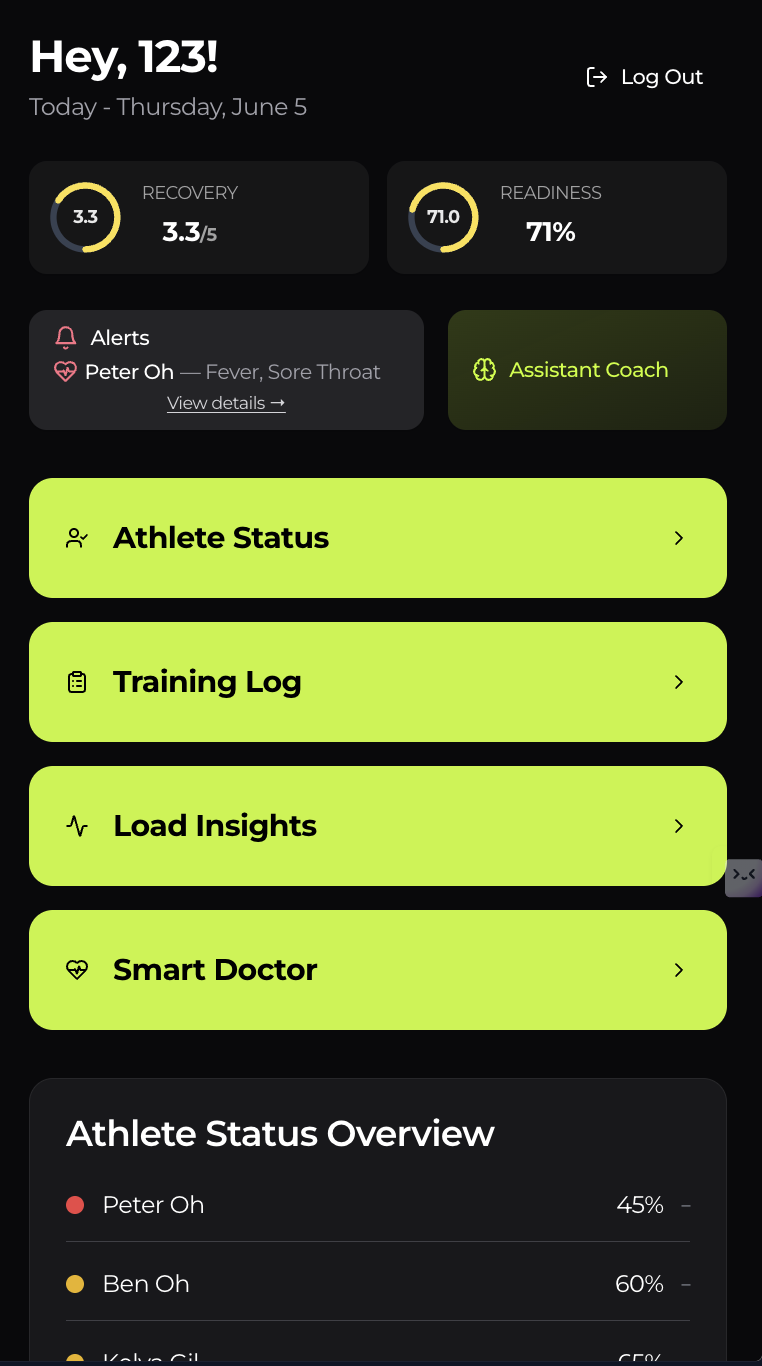 Hey, 123!
Today - Thursday, June 5
Log Out
3.3
RECOVERY
3.3/5
71.0
READINESS
71%
Alerts
Peter Oh — Fever, Sore Throat
View details →
Assistant Coach
Athlete Status
Training Log
Load Insights
Smart Doctor
Athlete Status Overview
Peter Oh 45% –
Ben Oh 60% –
65%